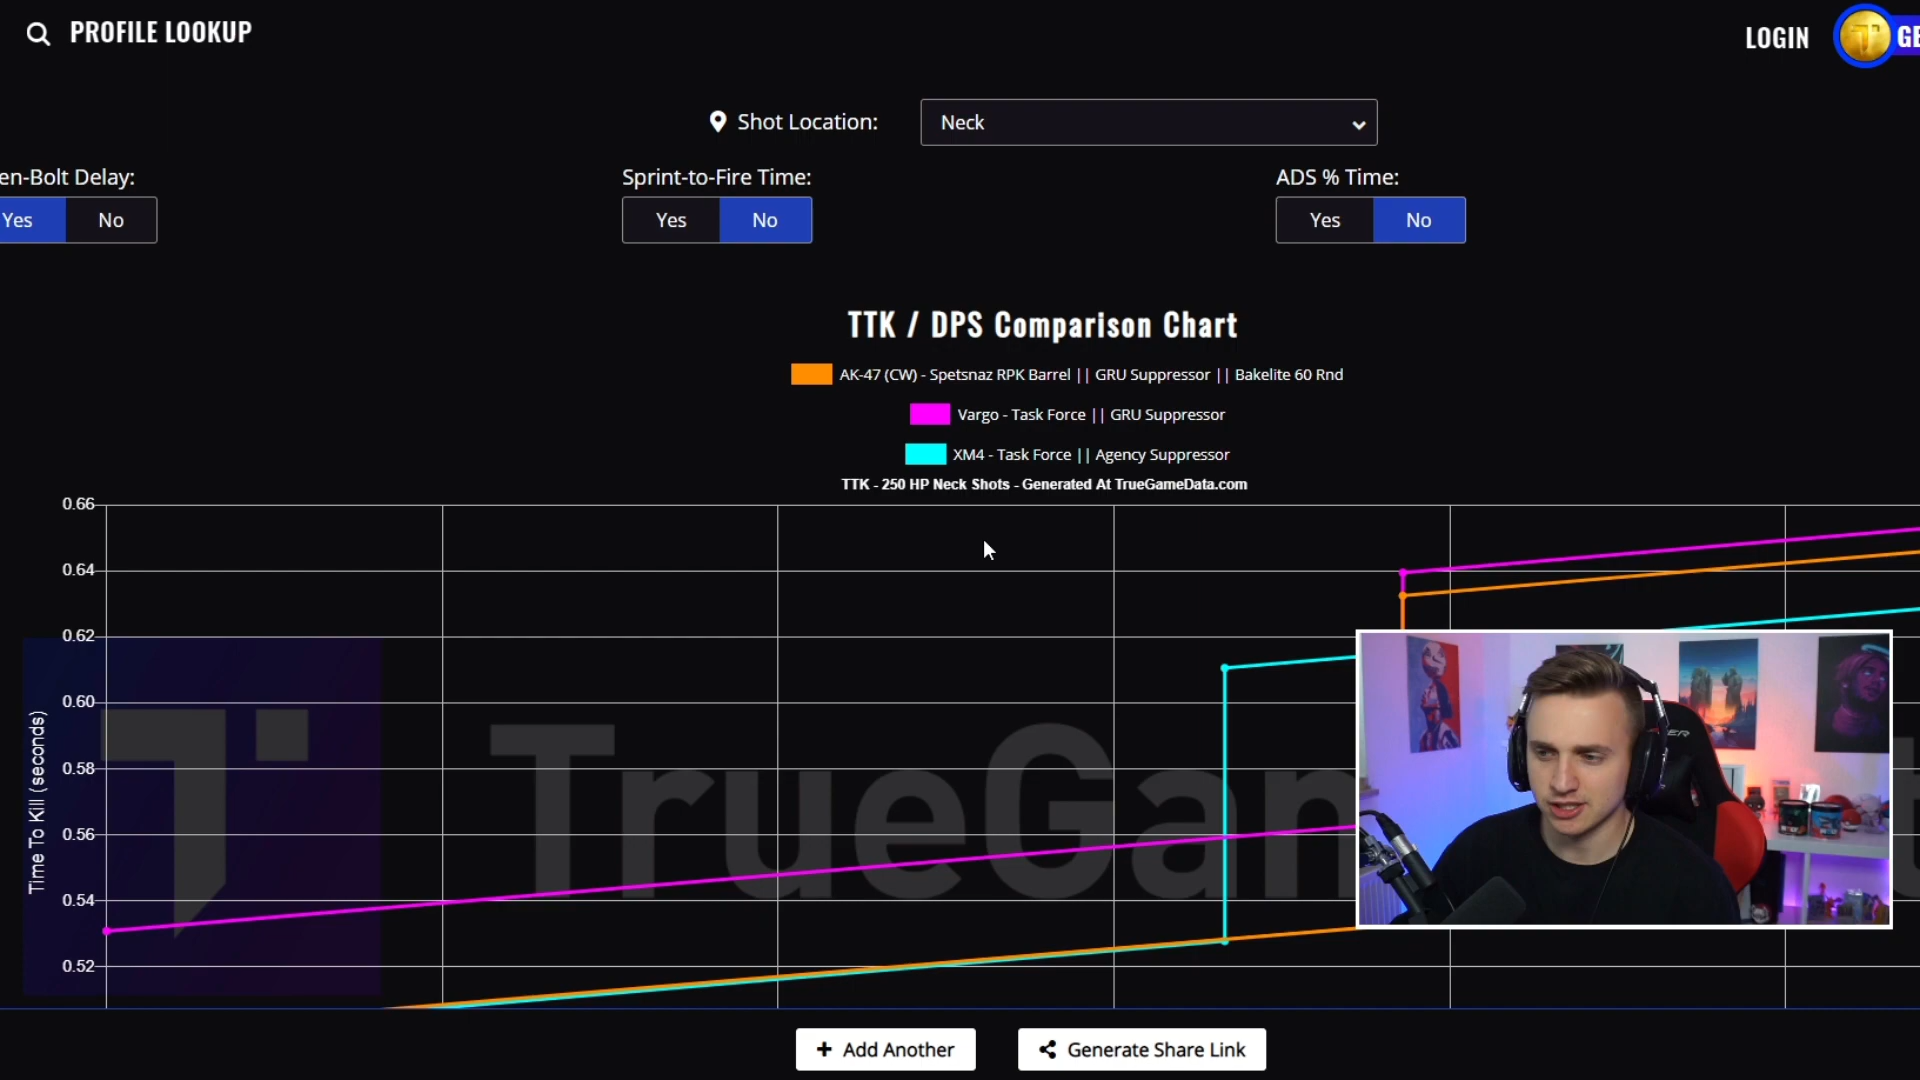 PROFILE LOOKUP
LOGIN
GE
Shot Location:
Neck
en-Bolt Delay:
Sprint-to-Fire Time:
ADS % Time:
Yes No
Yes No
Yes No
TTK / DPS Comparison Chart
AK-47 (CW) - Spetsnaz RPK Barrel || GRU Suppressor || Bakelite 60 Rnd
Vargo - Task Force || GRU Suppressor
XM4 - Task Force || Agency Suppressor
TTK - 250 HP Neck Shots - Generated At TrueGameData.com
0.66
0.64
0.62
0.60
0.58
0.56
0.54
0.52
Time To Kill (seconds)
TrueGam
+ Add Another
Generate Share Link